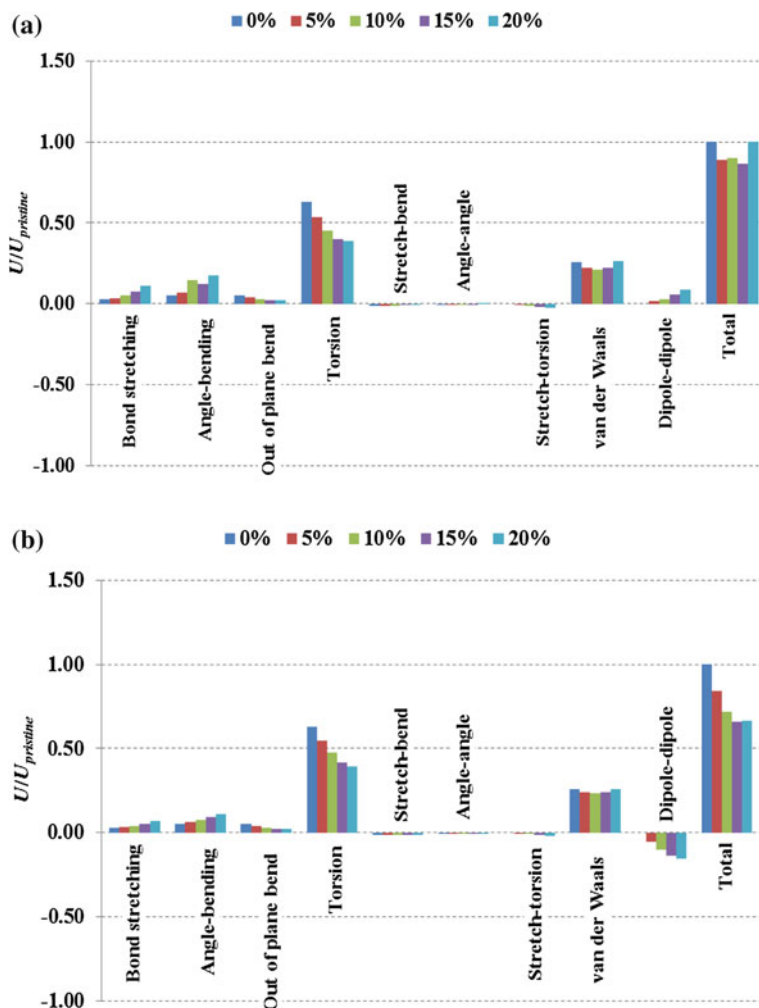 (a)
0% 5% 10% 15% 20%
1.50
1.00
0.50
0.00
-0.50
-1.00
U/Upristine
Bond stretching
Angle-bending
Out of plane bend
Torsion
Stretch-bend
Angle-angle
Stretch-torsion
van der Waals
Dipole-dipole
Total
(b)
0% 5% 10% 15% 20%
1.50
1.00
0.50
0.00
-0.50
-1.00
U/Upristine
Bond stretching
Angle-bending
Out of plane bend
Torsion
Stretch-bend
Angle-angle
Stretch-torsion
van der Waals
Dipole-dipole
Total